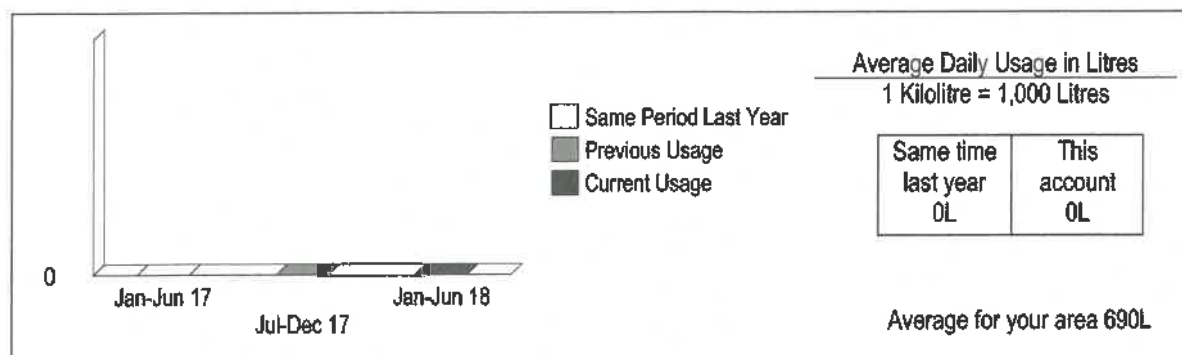 0
Jan-Jun 17
Jul-Dec 17
Jan-Jun 18
Same Period Last Year
Previous Usage
Current Usage
Average Daily Usage in Litres
1 Kilolitre = 1,000 Litres
Same time
last year
0L
This
account
0L
Average for your area 690L